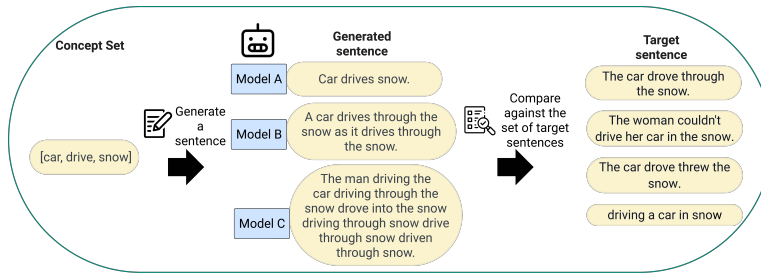 Concept Set
[car, drive, snow]
Generate
a
sentence
Generated
sentence
Model A
Car drives snow.
Model B
A car drives through the
snow as it drives through
the snow.
Model C
The man driving the
car driving through the
snow drove into the snow
driving through snow drive
through snow driven
through snow.
Compare
against the
set of target
sentences
Target
sentence
The car drove through
the snow.
The woman couldn't
drive her car in the snow.
The car drove threw the
snow.
driving a car in snow